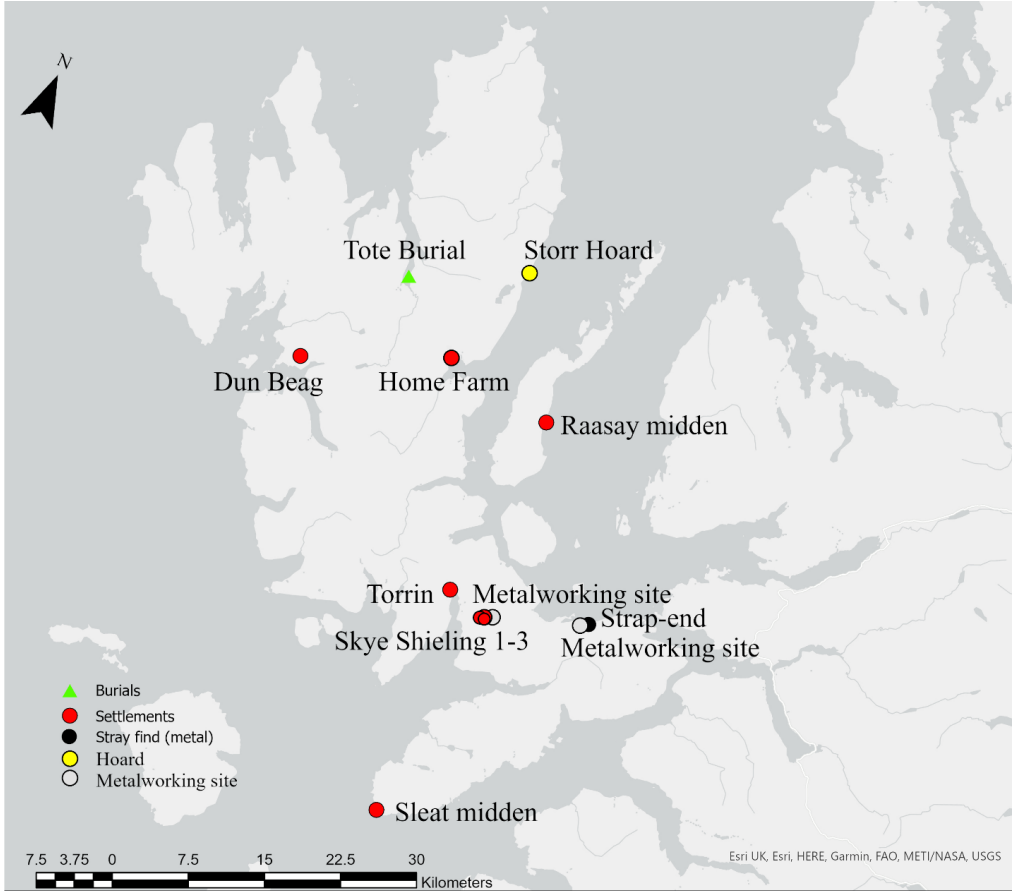 N
Tote Burial
Storr Hoard
Dun Beag
Home Farm
Raasay midden
Torrin
Metalworking site
Skye Shieling 1-3
Strap-end
Metalworking site
Sleat midden
Burials
Settlements
Stray find (metal)
Hoard
Metalworking site
7.5 3.75 0 7.5 15 22.5 30
Kilometers
Esri UK, Esri, HERE, Garmin, FAO, METI/NASA, USGS